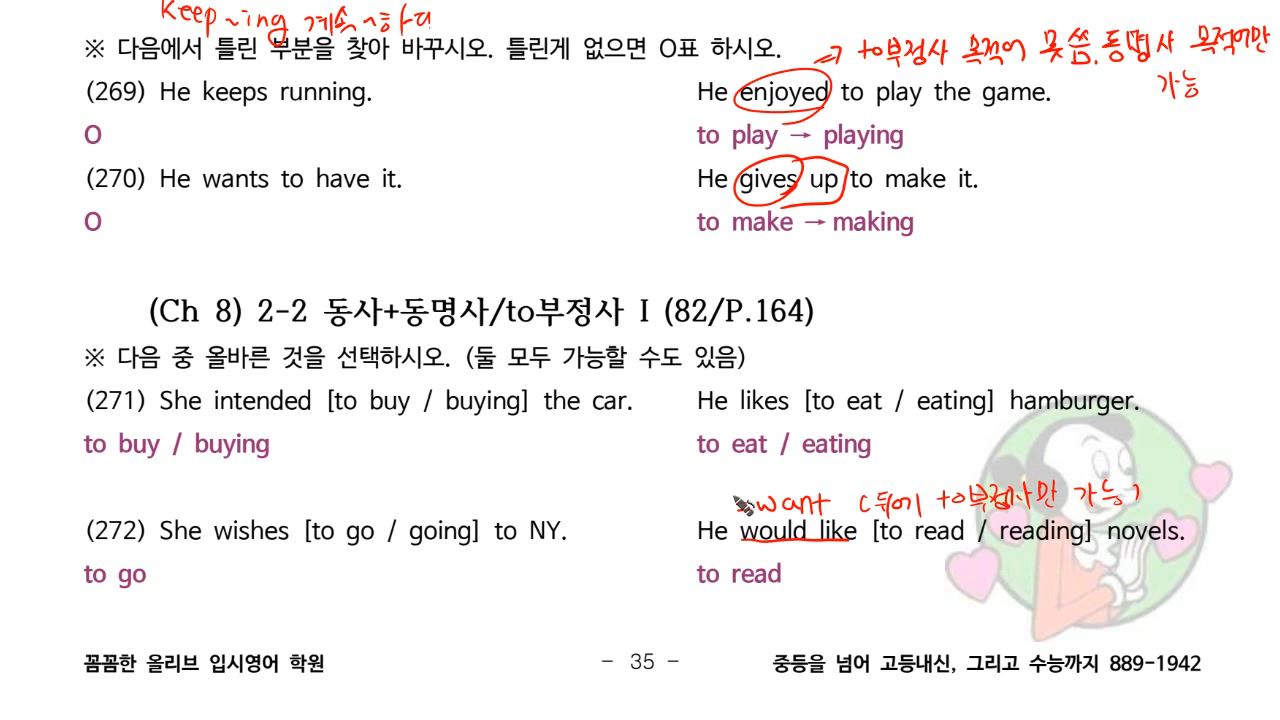 Keep ~ing 계속 ~하다
※ 다음에서 틀린 부분을 찾아 바꾸시오. 틀린게 없으면 O표 하시오.
→ to부정사 목적어 못씀. 동명사 목적어만
가능
(269) He keeps running. He enjoyed to play the game.
O to play → playing
(270) He wants to have it. He gives up to make it.
O to make → making
(Ch 8) 2-2 동사+동명사/to부정사 I (82/P.164)
※ 다음 중 올바른 것을 선택하시오. (둘 모두 가능할 수도 있음)
(271) She intended [to buy / buying] the car. He likes [to eat / eating] hamburger.
to buy / buying to eat / eating
want (뒤에 to부정사만 가능)
(272) She wishes [to go / going] to NY. He would like [to read / reading] novels.
to go to read
꼼꼼한 올리브 입시영어 학원 - 35 - 중등을 넘어 고등내신, 그리고 수능까지 889-1942